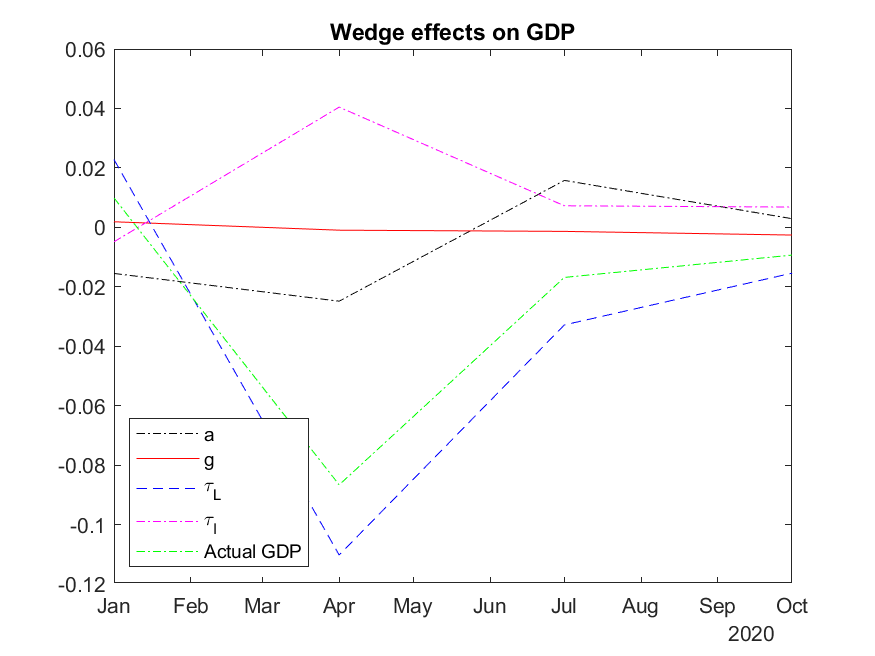 Wedge effects on GDP
0.06
0.04
0.02
0
-0.02
-0.04
-0.06
-0.08
-0.1
-0.12
a
g
τL
τI
Actual GDP
Jan Feb Mar Apr May Jun Jul Aug Sep Oct
2020